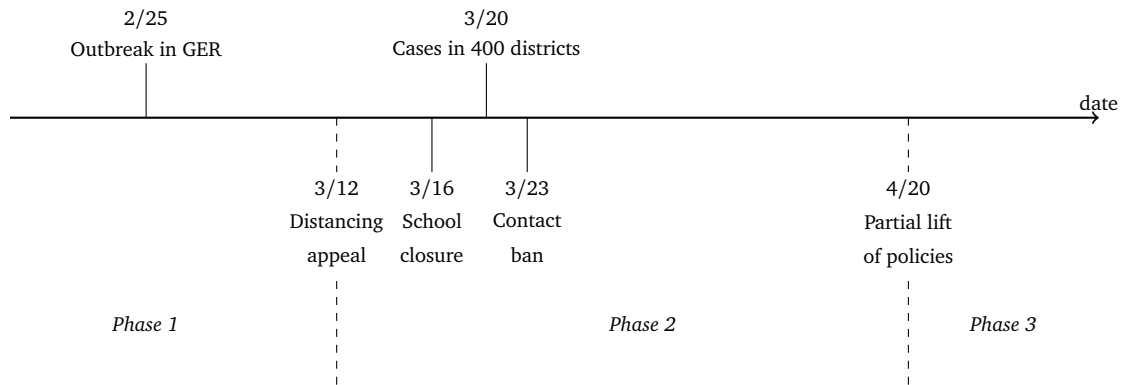 2/25
Outbreak in GER
3/20
Cases in 400 districts
date
3/12
Distancing
appeal
3/16
School
closure
3/23
Contact
ban
4/20
Partial lift
of policies
Phase 1
Phase 2
Phase 3